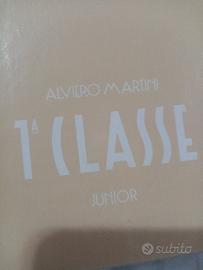 ALVIERO MARTINI
1ᴬ CLASSE
JUNIOR
subito